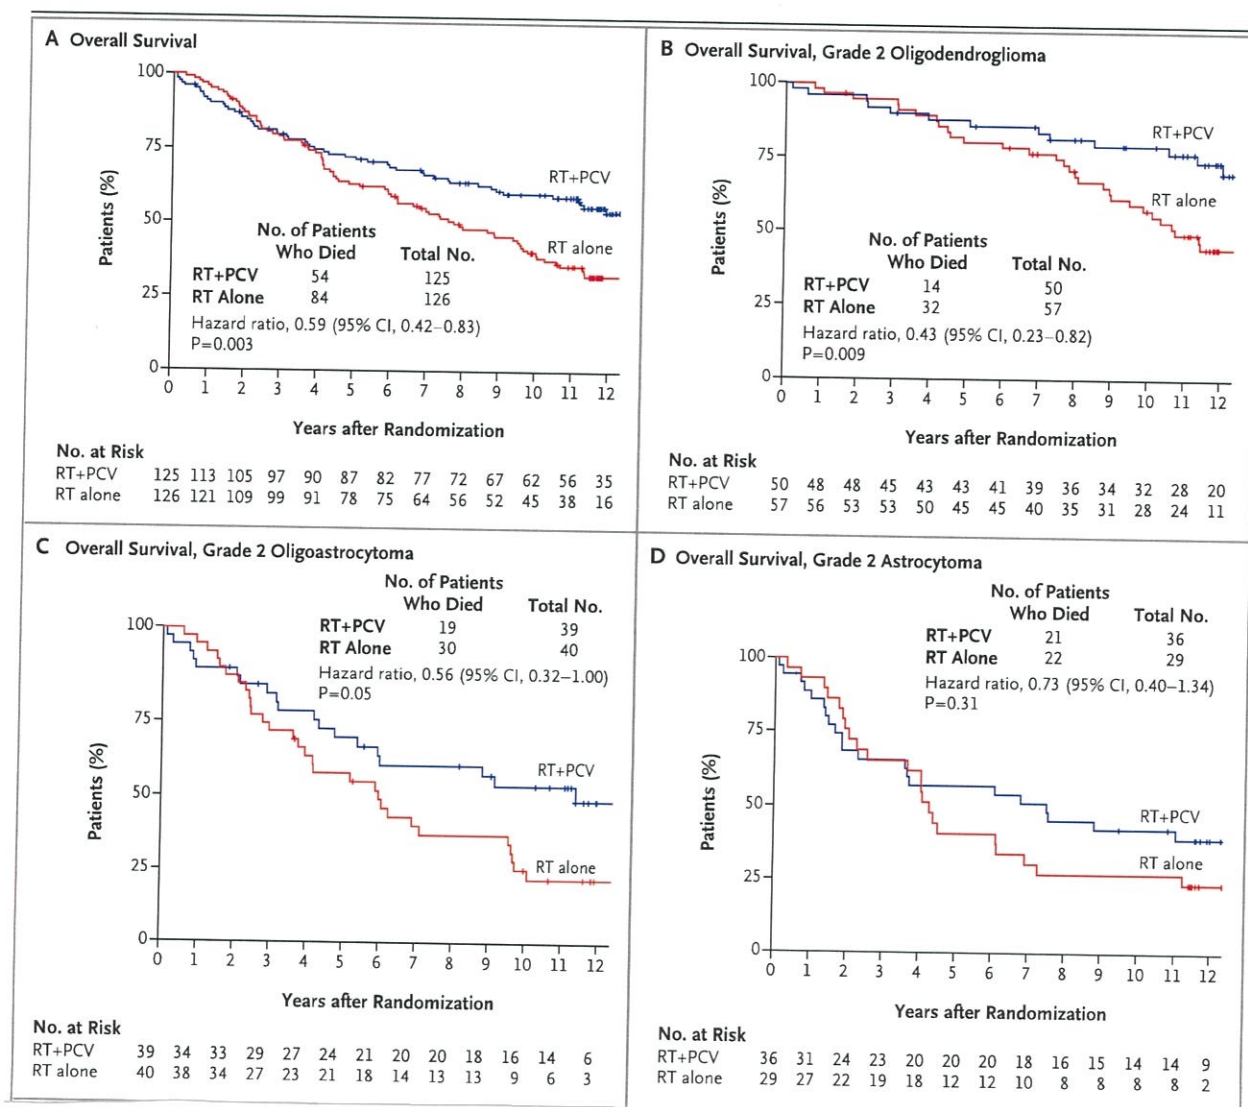 A Overall Survival
100
75
50
25
0
Patients (%)
RT+PCV
RT alone
No. of Patients
Who Died Total No.
RT+PCV 54 125
RT Alone 84 126
Hazard ratio, 0.59 (95% CI, 0.42–0.83)
P=0.003
0 1 2 3 4 5 6 7 8 9 10 11 12
Years after Randomization
No. at Risk
RT+PCV 125 113 105 97 90 87 82 77 72 67 62 56 35
RT alone 126 121 109 99 91 78 75 64 56 52 45 38 16
B Overall Survival, Grade 2 Oligodendroglioma
100
75
50
25
0
Patients (%)
RT+PCV
RT alone
No. of Patients
Who Died Total No.
RT+PCV 14 50
RT Alone 32 57
Hazard ratio, 0.43 (95% CI, 0.23–0.82)
P=0.009
0 1 2 3 4 5 6 7 8 9 10 11 12
Years after Randomization
No. at Risk
RT+PCV 50 48 48 45 43 43 41 39 36 34 32 28 20
RT alone 57 56 53 53 50 45 45 40 35 31 28 24 11
C Overall Survival, Grade 2 Oligoastrocytoma
No. of Patients
Who Died Total No.
RT+PCV 19 39
RT Alone 30 40
Hazard ratio, 0.56 (95% CI, 0.32–1.00)
P=0.05
100
75
50
25
0
Patients (%)
RT+PCV
RT alone
0 1 2 3 4 5 6 7 8 9 10 11 12
Years after Randomization
No. at Risk
RT+PCV 39 34 33 29 27 24 21 20 20 18 16 14 6
RT alone 40 38 34 27 23 21 18 14 13 13 9 6 3
D Overall Survival, Grade 2 Astrocytoma
No. of Patients
Who Died Total No.
RT+PCV 21 36
RT Alone 22 29
Hazard ratio, 0.73 (95% CI, 0.40–1.34)
P=0.31
100
75
50
25
0
Patients (%)
RT+PCV
RT alone
0 1 2 3 4 5 6 7 8 9 10 11 12
Years after Randomization
No. at Risk
RT+PCV 36 31 24 23 20 20 20 18 16 15 14 14 9
RT alone 29 27 22 19 18 12 12 10 8 8 8 8 2